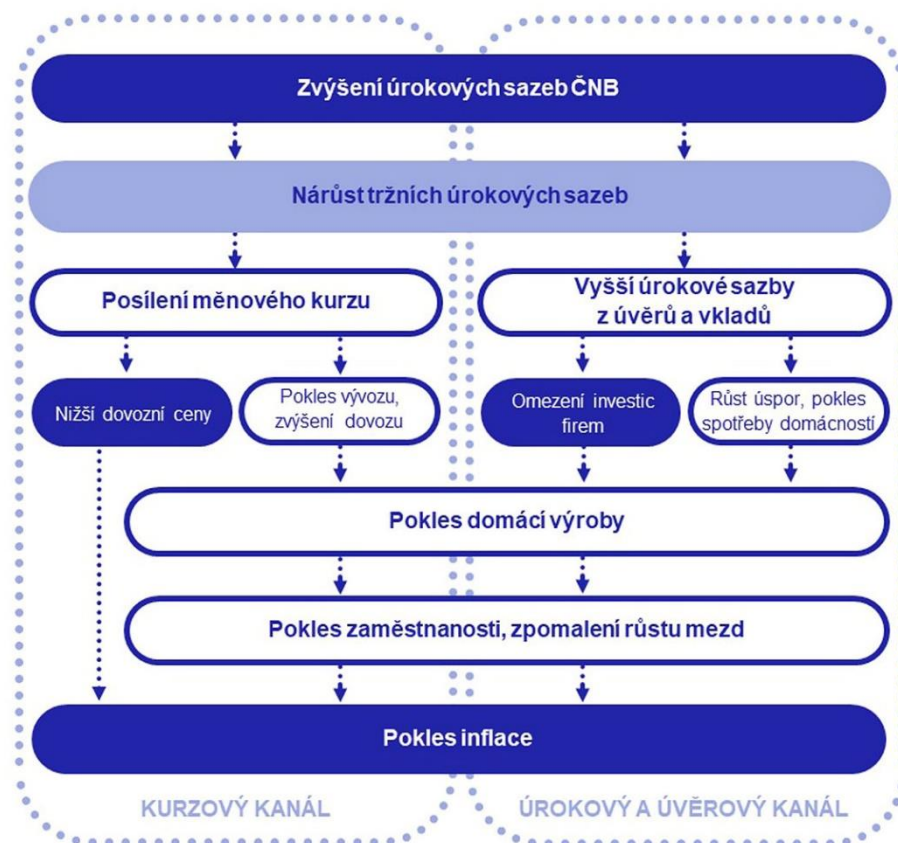 Zvýšení úrokových sazeb ČNB
Nárůst tržních úrokových sazeb
Posílení měnového kurzu
Vyšší úrokové sazby
z úvěrů a vkladů
Nižší dovozní ceny
Pokles vývozu,
zvýšení dovozu
Omezení investic
firem
Růst úspor, pokles
spotřeby domácností
Pokles domácí výroby
Pokles zaměstnanosti, zpomalení růstu mezd
Pokles inflace
KURZOVÝ KANÁL
ÚROKOVÝ A ÚVĚROVÝ KANÁL